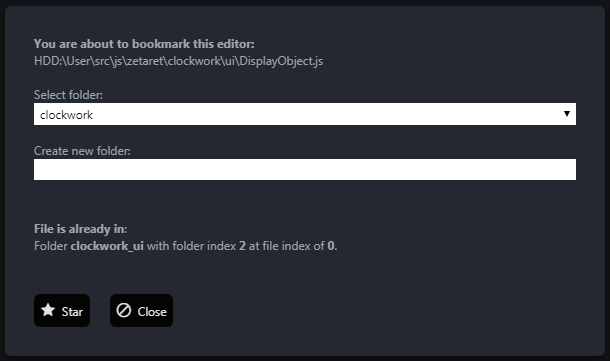 You are about to bookmark this editor:
HDD:\User\src\js\zetaret\clockwork\ui\DisplayObject.js
Select folder:
clockwork
Create new folder:
File is already in:
Folder clockwork_ui with folder index 2 at file index of 0.
Star
Close